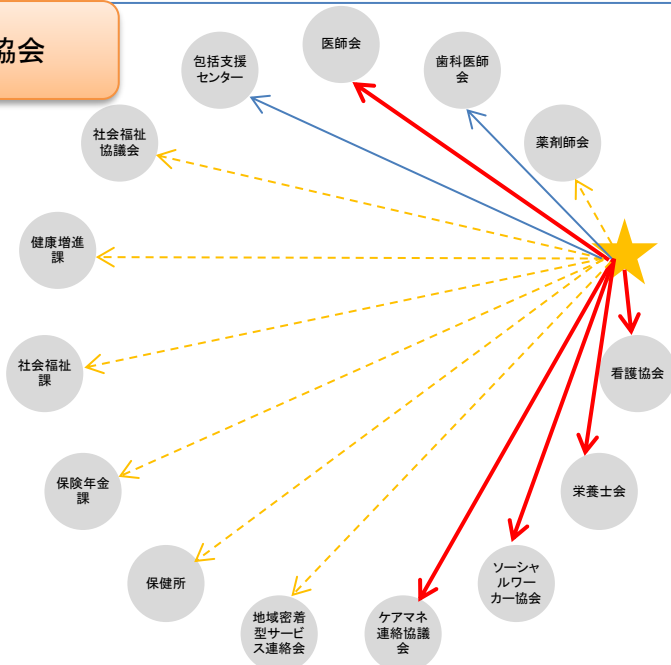 協会
医師会
包括支援
センター
歯科医師
会
社会福祉
協議会
薬剤師会
健康増進
課
社会福祉
課
看護協会
保険年金
課
栄養士会
保健所
ソーシャ
ルワー
カー協会
地域密着
型サービ
ス連絡会
ケアマネ
連絡協議
会